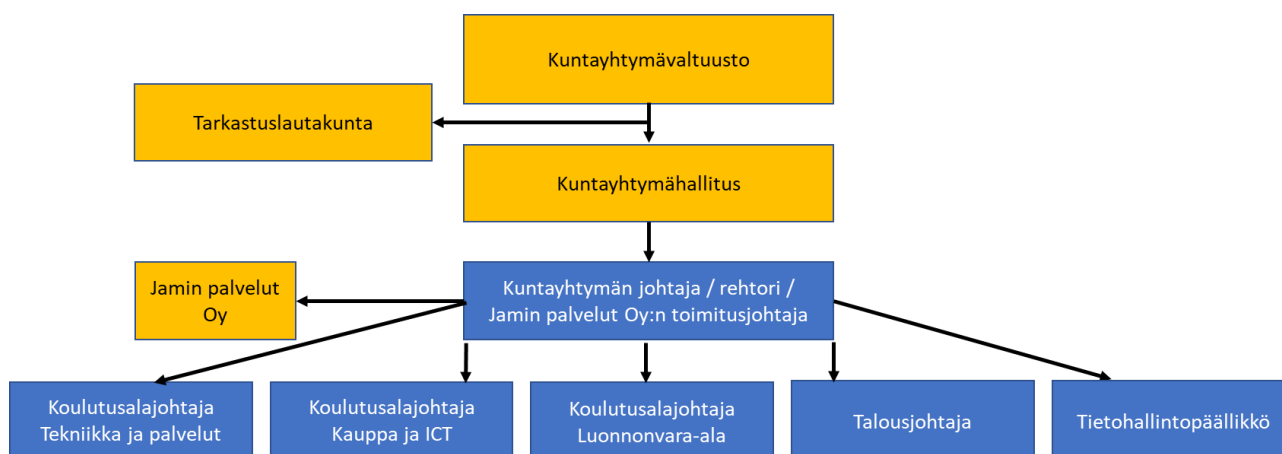 Kuntayhtymävaltuusto
Tarkastuslautakunta
Kuntayhtymähallitus
Jamin palvelut
Oy
Kuntayhtymän johtaja / rehtori /
Jamin palvelut Oy:n toimitusjohtaja
Koulutusalajohtaja
Tekniikka ja palvelut
Koulutusalajohtaja
Kauppa ja ICT
Koulutusalajohtaja
Luonnonvara-ala
Talousjohtaja
Tietohallintopäällikkö